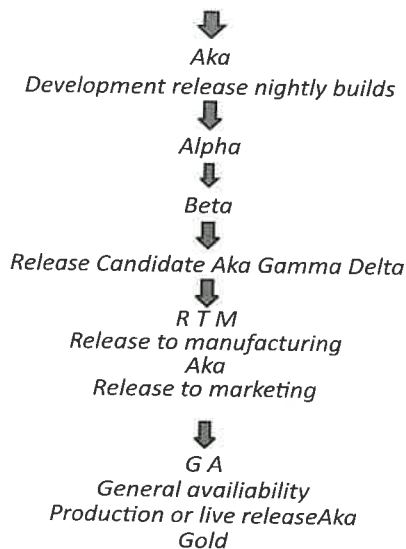 Aka
Development release nightly builds
Alpha
Beta
Release Candidate Aka Gamma Delta
R T M
Release to manufacturing
Aka
Release to marketing
G A
General availiability
Production or live releaseAka
Gold